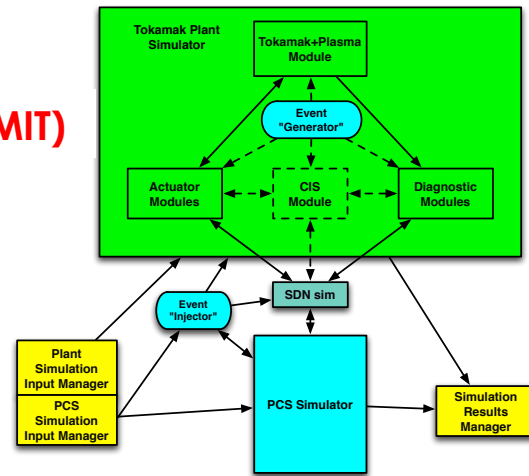 Tokamak Plant
Simulator
Tokamak+Plasma
Module
MIT)
Event
"Generator"
Actuator
Modules
CIS
Module
Diagnostic
Modules
SDN sim
Event
"Injector"
Plant
Simulation
Input Manager
PCS
Simulation
Input Manager
PCS Simulator
Simulation
Results
Manager